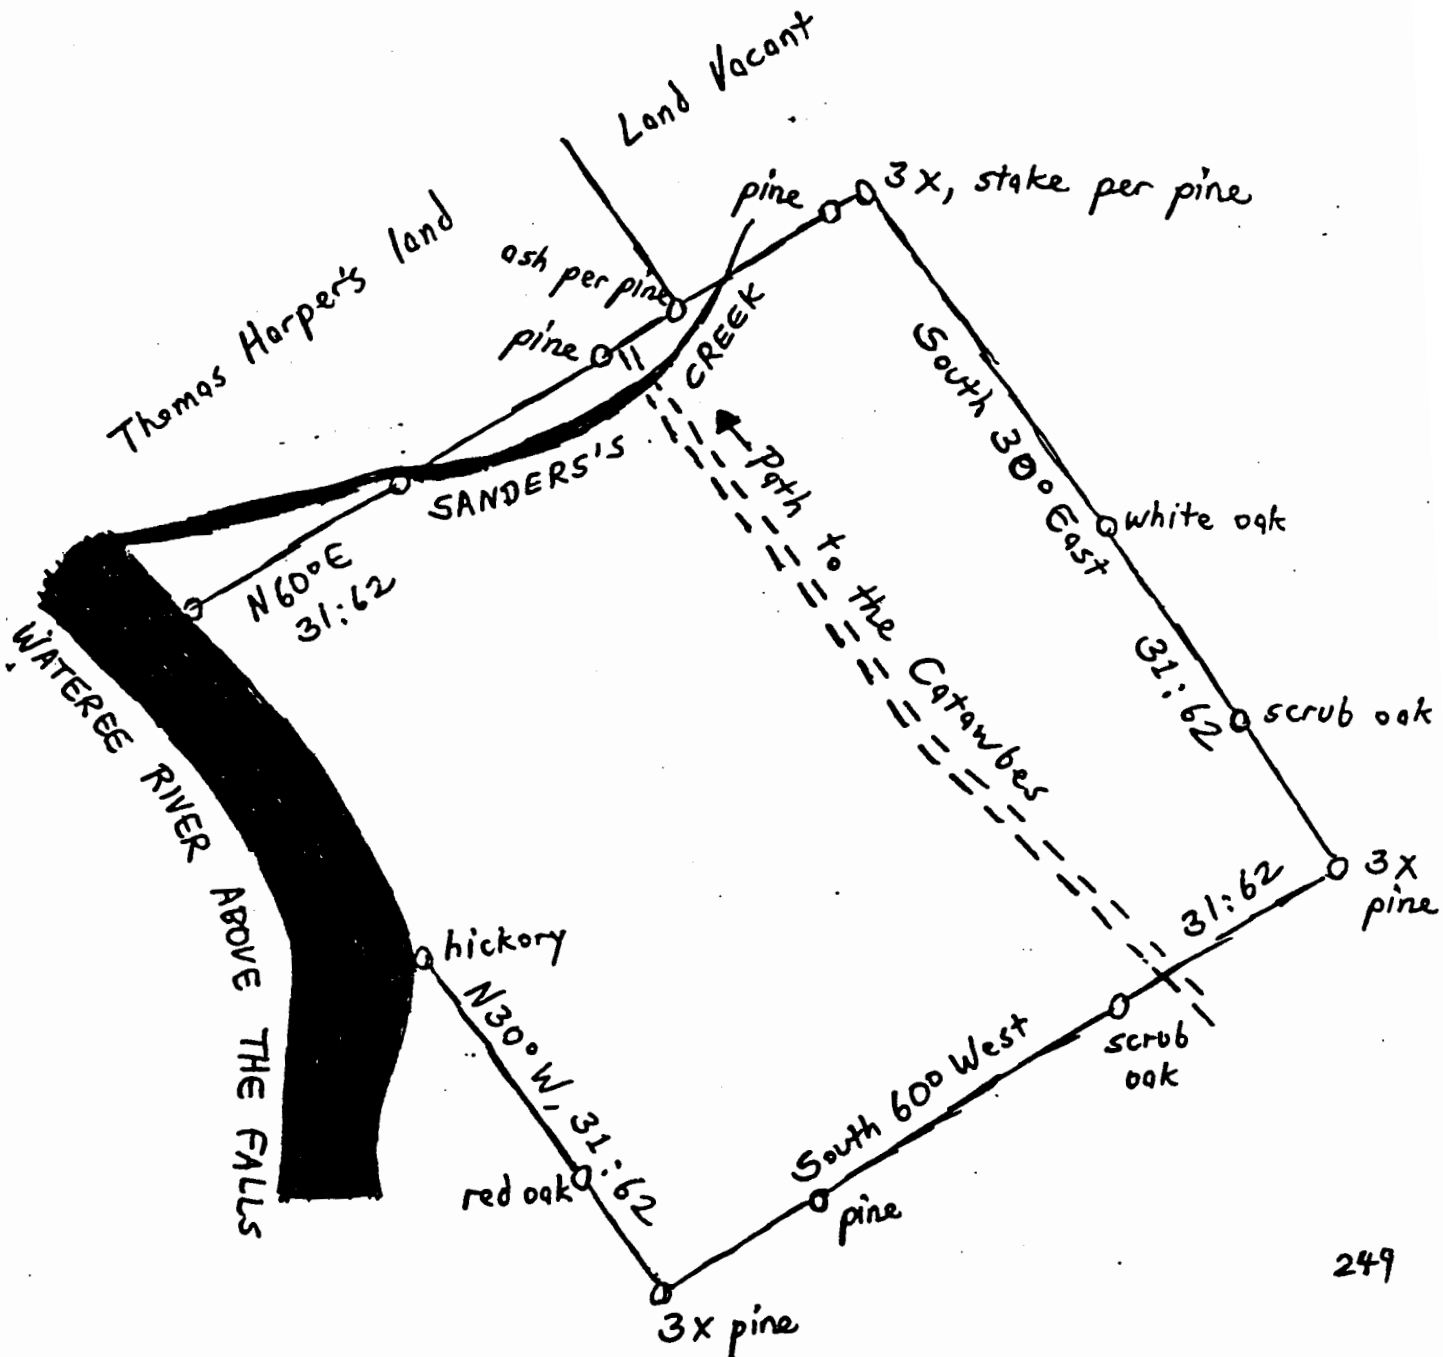 Land Vacant
3 x, stake per pine
pine
Thomas Harper's land
ash per pine
pine
SANDERS'S CREEK
N60°E
31:62
Path to the Catawbes
South 30° East
31:62
white oak
scrub oak
3 x
pine
WATEREE RIVER ABOVE THE FALLS
hickory
N30°W, 31:62
red oak
South 60° West
31:62
scrub
oak
pine
3 x pine
249